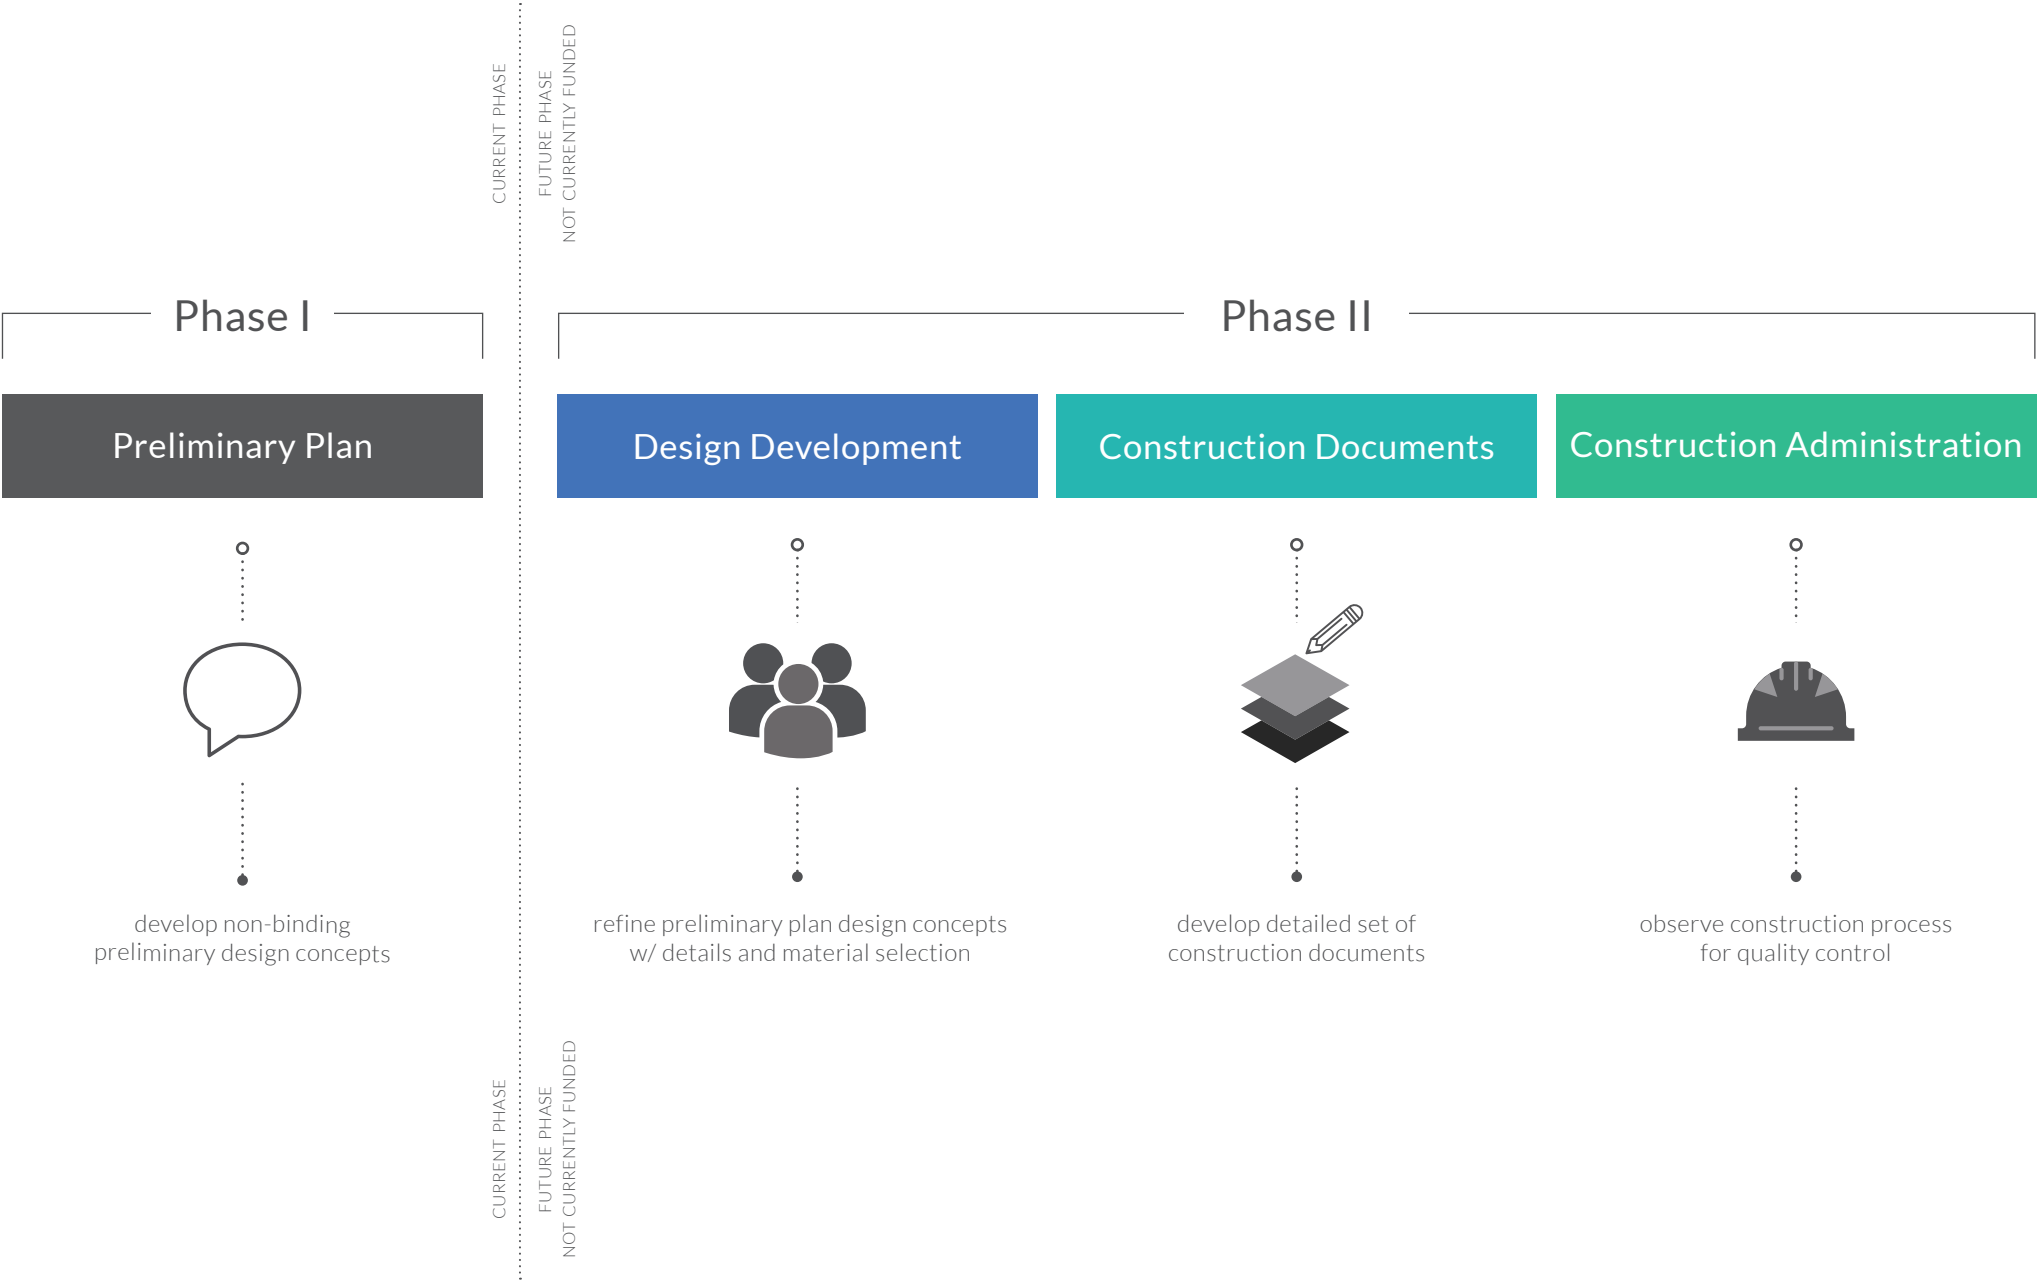 CURRENT PHASE
FUTURE PHASE
NOT CURRENTLY FUNDED
Phase I
Phase II
Preliminary Plan
Design Development
Construction Documents
Construction Administration
develop non-binding
preliminary design concepts
refine preliminary plan design concepts
w/ details and material selection
develop detailed set of
construction documents
observe construction process
for quality control
CURRENT PHASE
FUTURE PHASE
NOT CURRENTLY FUNDED